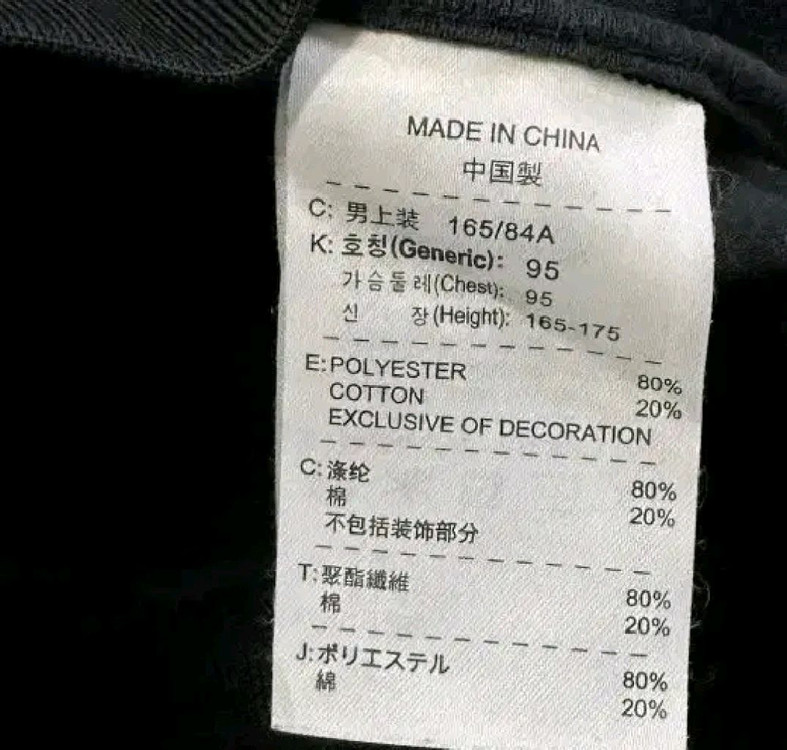 MADE IN CHINA
中国製
C: 男上装 165/84A
K: 호칭(Generic): 95
가슴둘레(Chest): 95
신 장(Height): 165-175
E: POLYESTER 80%
COTTON 20%
EXCLUSIVE OF DECORATION
C: 涤纶 80%
棉 20%
不包括装饰部分
T: 聚酯纖維 80%
棉 20%
J: ポリエステル 80%
綿 20%